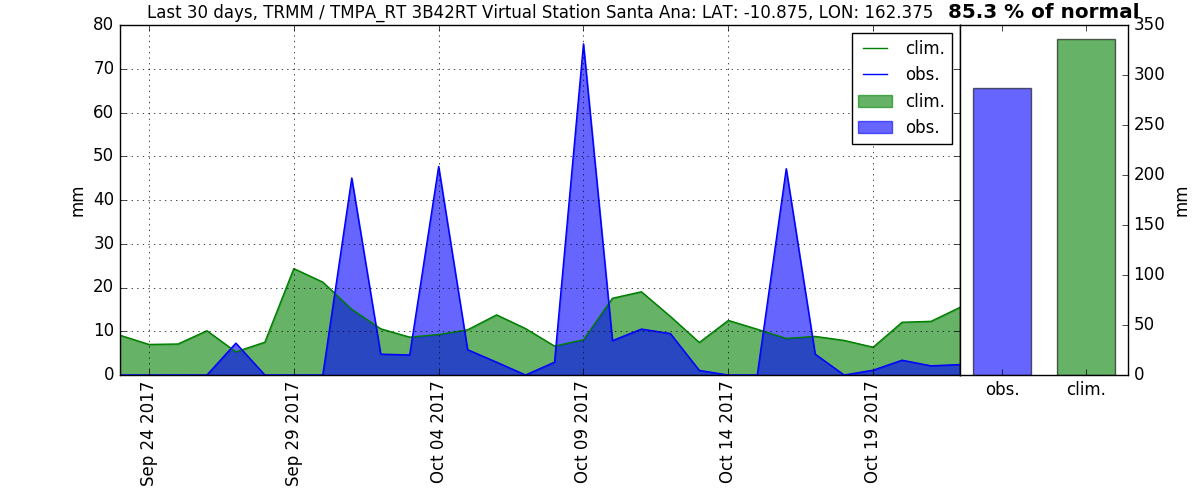 Last 30 days, TRMM / TMPA_RT 3B42RT Virtual Station Santa Ana: LAT: -10.875, LON: 162.375
85.3 % of normal
80
70
60
50
40
30
20
10
0
mm
clim.
obs.
clim.
obs.
350
300
250
200
150
100
50
0
mm
obs.
clim.
Sep 24 2017
Sep 29 2017
Oct 04 2017
Oct 09 2017
Oct 14 2017
Oct 19 2017